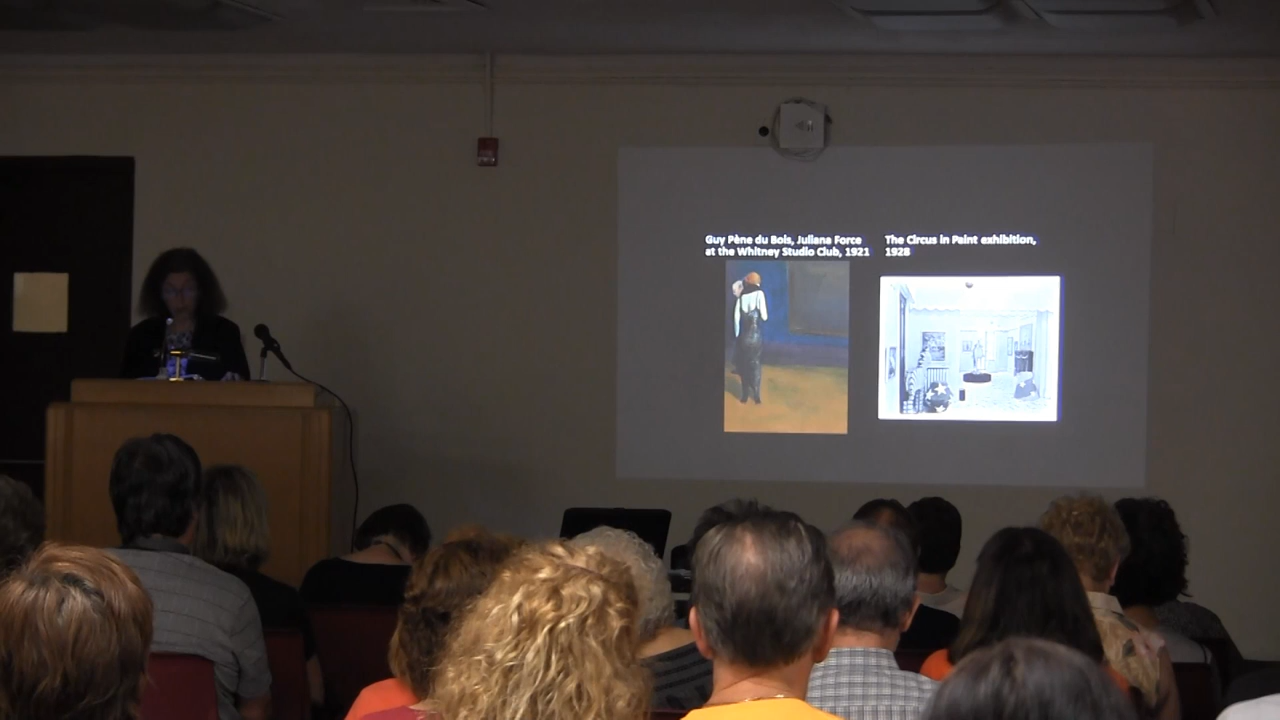 Guy Pène du Bois, Juliana Force
at the Whitney Studio Club, 1921
The Circus in Paint exhibition,
1928